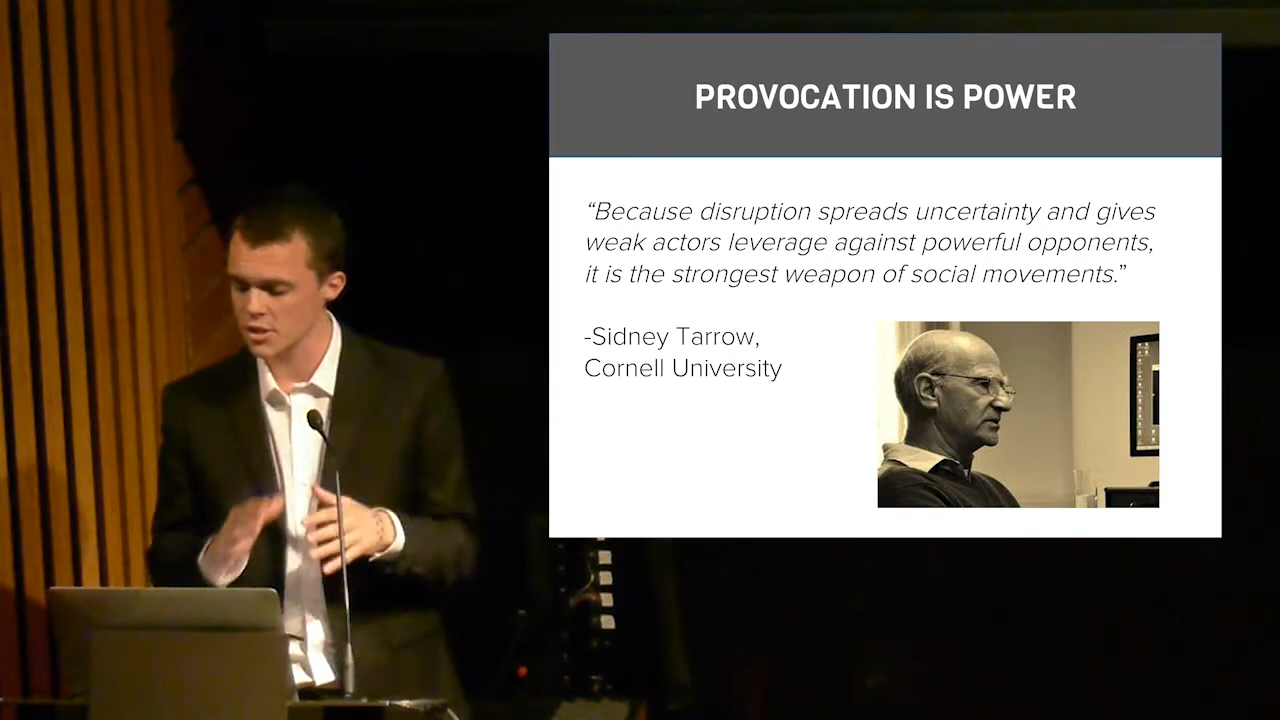 PROVOCATION IS POWER
“Because disruption spreads uncertainty and gives
weak actors leverage against powerful opponents,
it is the strongest weapon of social movements.”
-Sidney Tarrow,
Cornell University